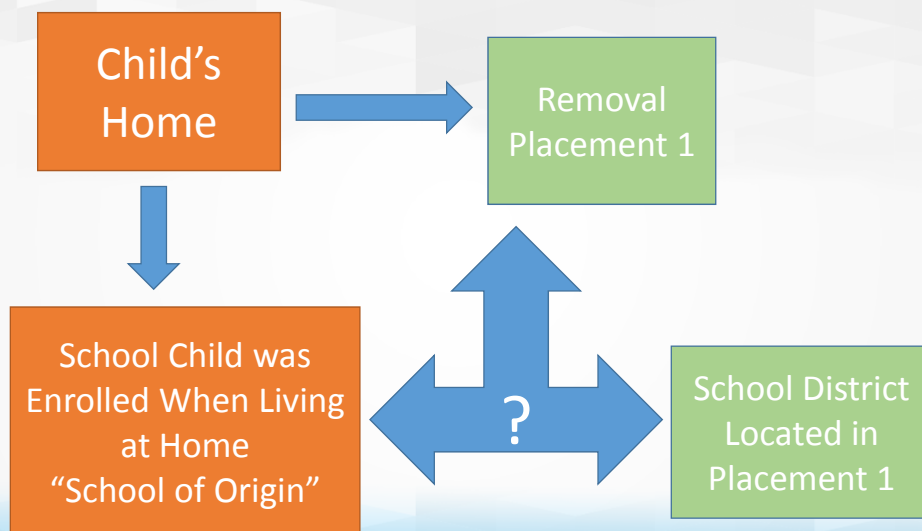 Child's
Home
Removal
Placement 1
School Child was
Enrolled When Living
at Home
“School of Origin”
?
School District
Located in
Placement 1